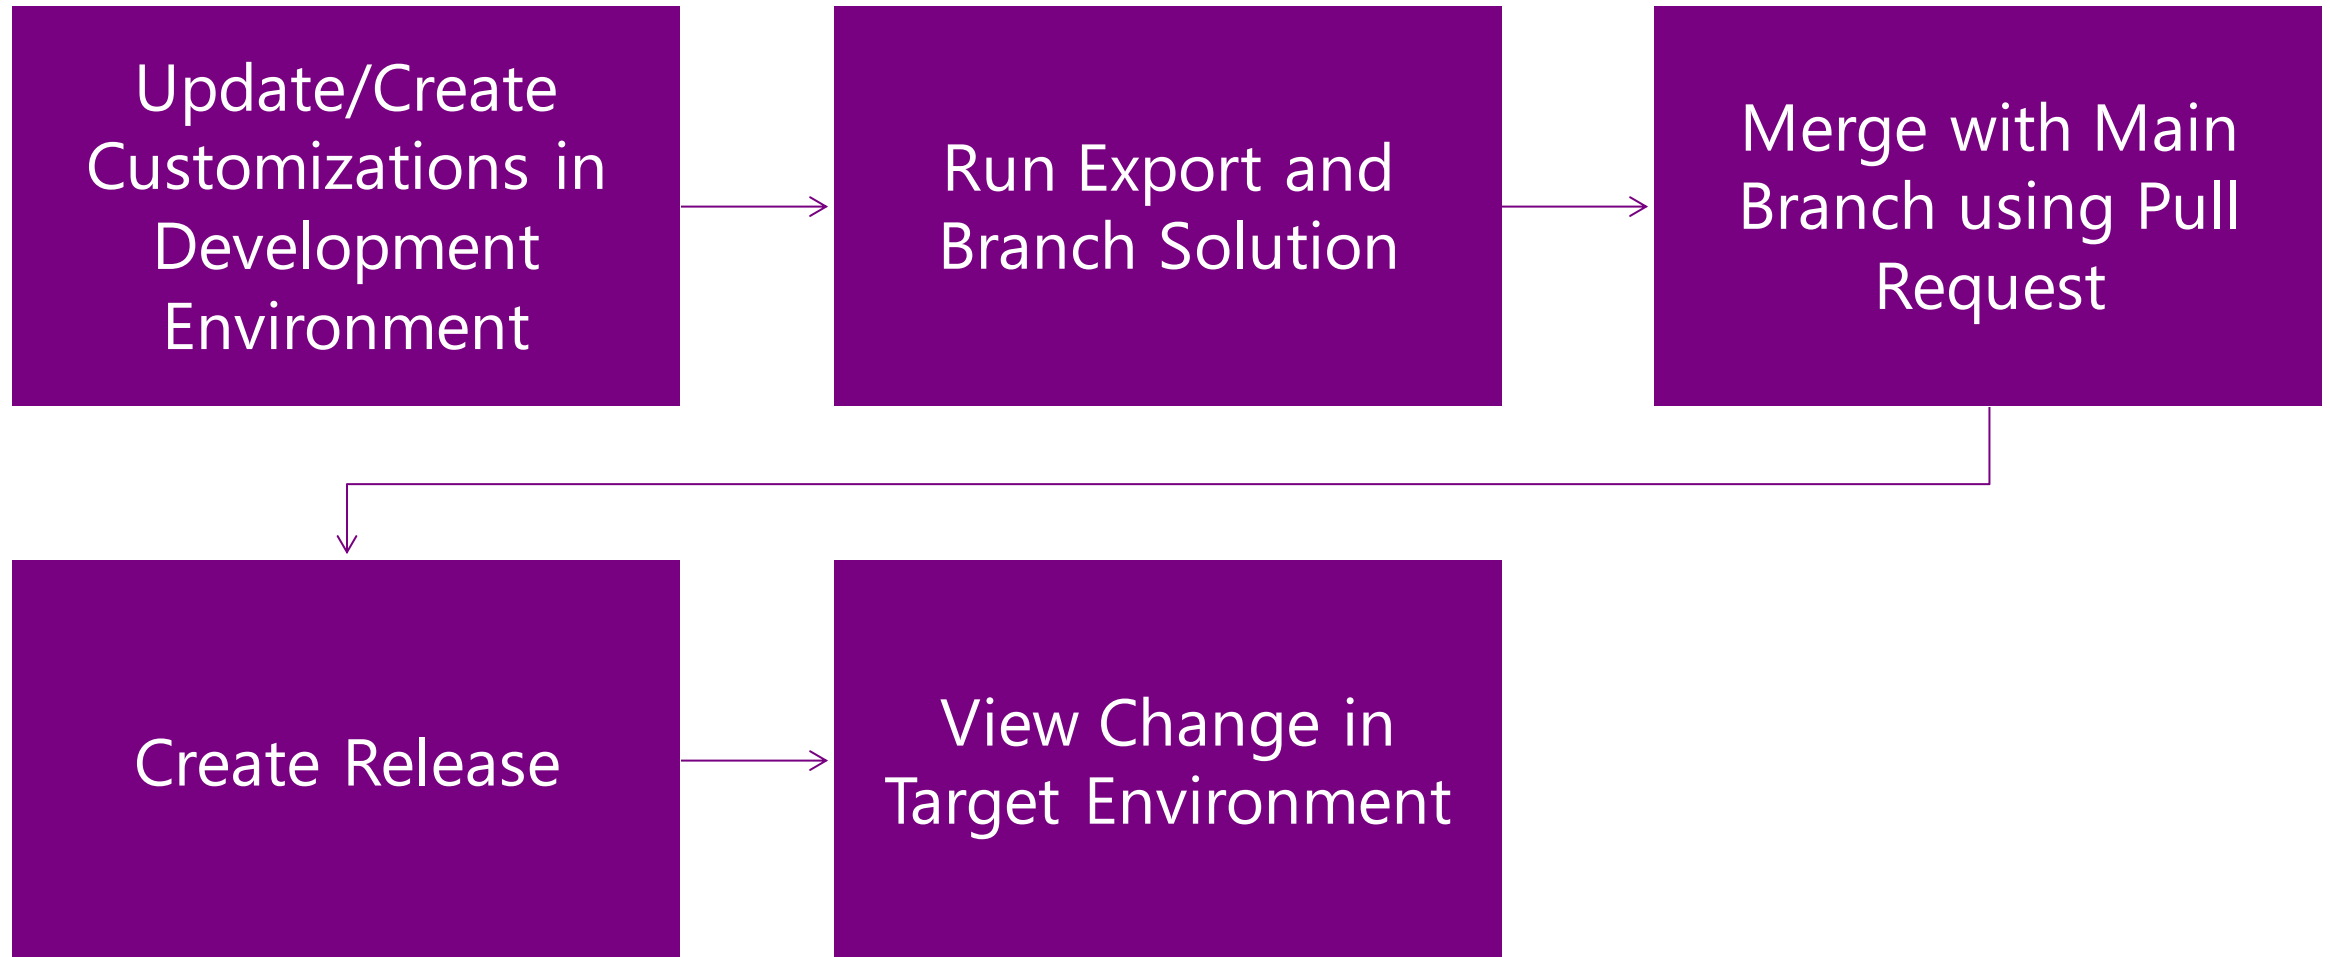 Update/Create
Customizations in
Development
Environment
Run Export and
Branch Solution
Merge with Main
Branch using Pull
Request
Create Release
View Change in
Target Environment